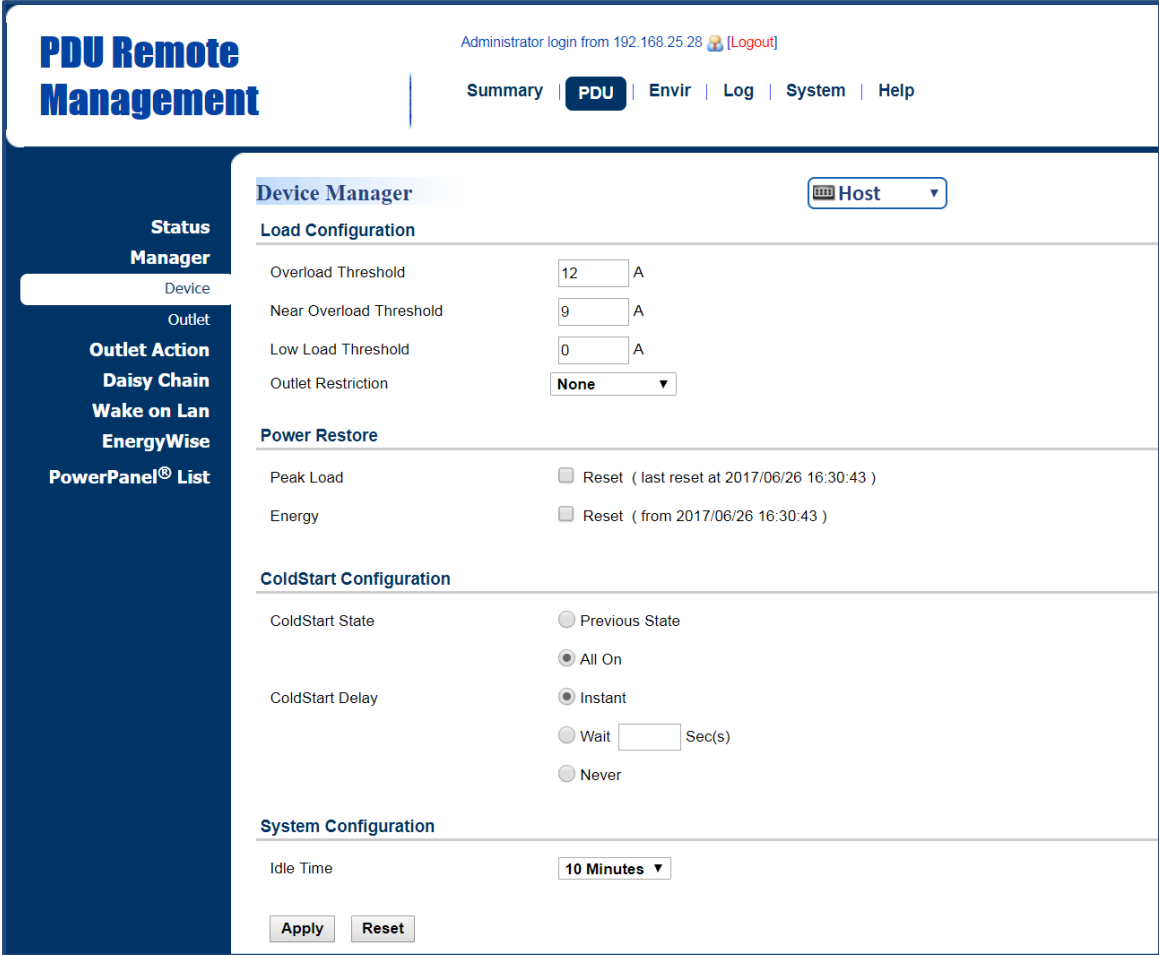 PDU Remote
Management
Administrator login from 192.168.25.28 [Logout]
Summary | PDU | Envir | Log | System | Help
Status
Manager
Device
Outlet
Outlet Action
Daisy Chain
Wake on Lan
EnergyWise
PowerPanel® List
Device Manager
Host ▼
Load Configuration
Overload Threshold 12 A
Near Overload Threshold 9 A
Low Load Threshold 0 A
Outlet Restriction None ▼
Power Restore
Peak Load Reset ( last reset at 2017/06/26 16:30:43 )
Energy Reset ( from 2017/06/26 16:30:43 )
ColdStart Configuration
ColdStart State Previous State
All On
ColdStart Delay Instant
Wait Sec(s)
Never
System Configuration
Idle Time 10 Minutes ▼
Apply Reset